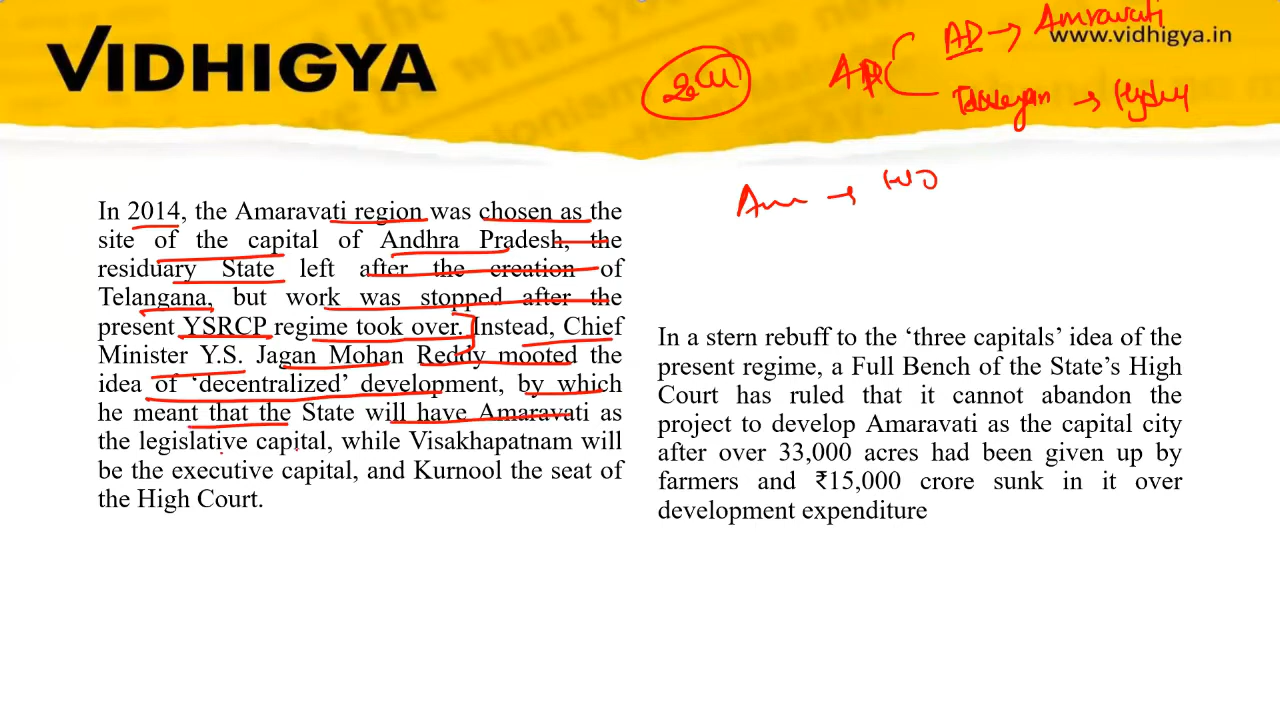 VIDHIGYA
www.vidhigya.in
2014
AP
AP → Amravati
In 2014, the Amaravati region was chosen as the
site of the capital of Andhra Pradesh, the
residuary State left after the creation of
Telangana, but work was stopped after the
present YSRCP regime took over. Instead, Chief
Minister Y.S. Jagan Mohan Reddy mooted the
idea of ‘decentralized’ development, by which
he meant that the State will have Amaravati as
the legislative capital, while Visakhapatnam will
be the executive capital, and Kurnool the seat of
the High Court.
In a stern rebuff to the ‘three capitals’ idea of the
present regime, a Full Bench of the State’s High
Court has ruled that it cannot abandon the
project to develop Amaravati as the capital city
after over 33,000 acres had been given up by
farmers and ₹15,000 crore sunk in it over
development expenditure